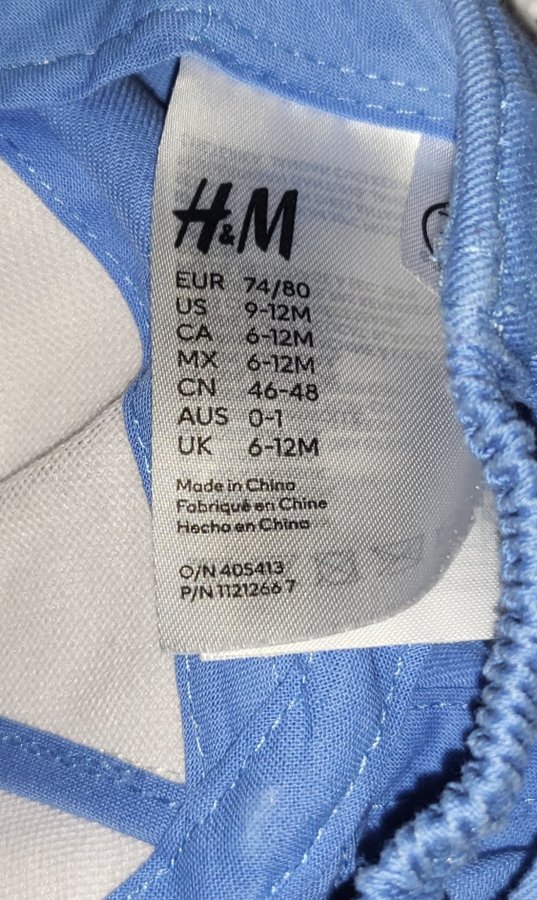 H&M
EUR 74/80
US 9-12M
CA 6-12M
MX 6-12M
CN 46-48
AUS 0-1
UK 6-12M
Made in China
Fabriqué en Chine
Hecho en China
O/N 405413
P/N 1121266 7